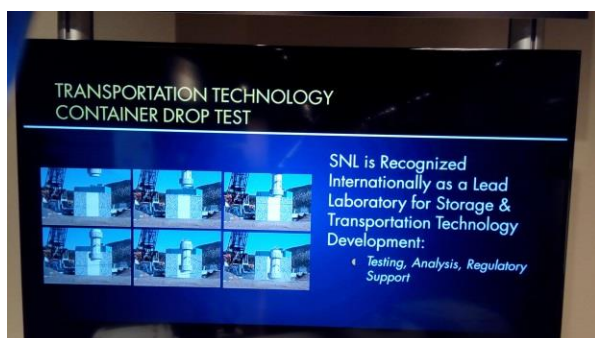 TRANSPORTATION TECHNOLOGY
CONTAINER DROP TEST
SNL is Recognized
Internationally as a Lead
Laboratory for Storage &
Transportation Technology
Development:
Testing, Analysis, Regulatory
Support